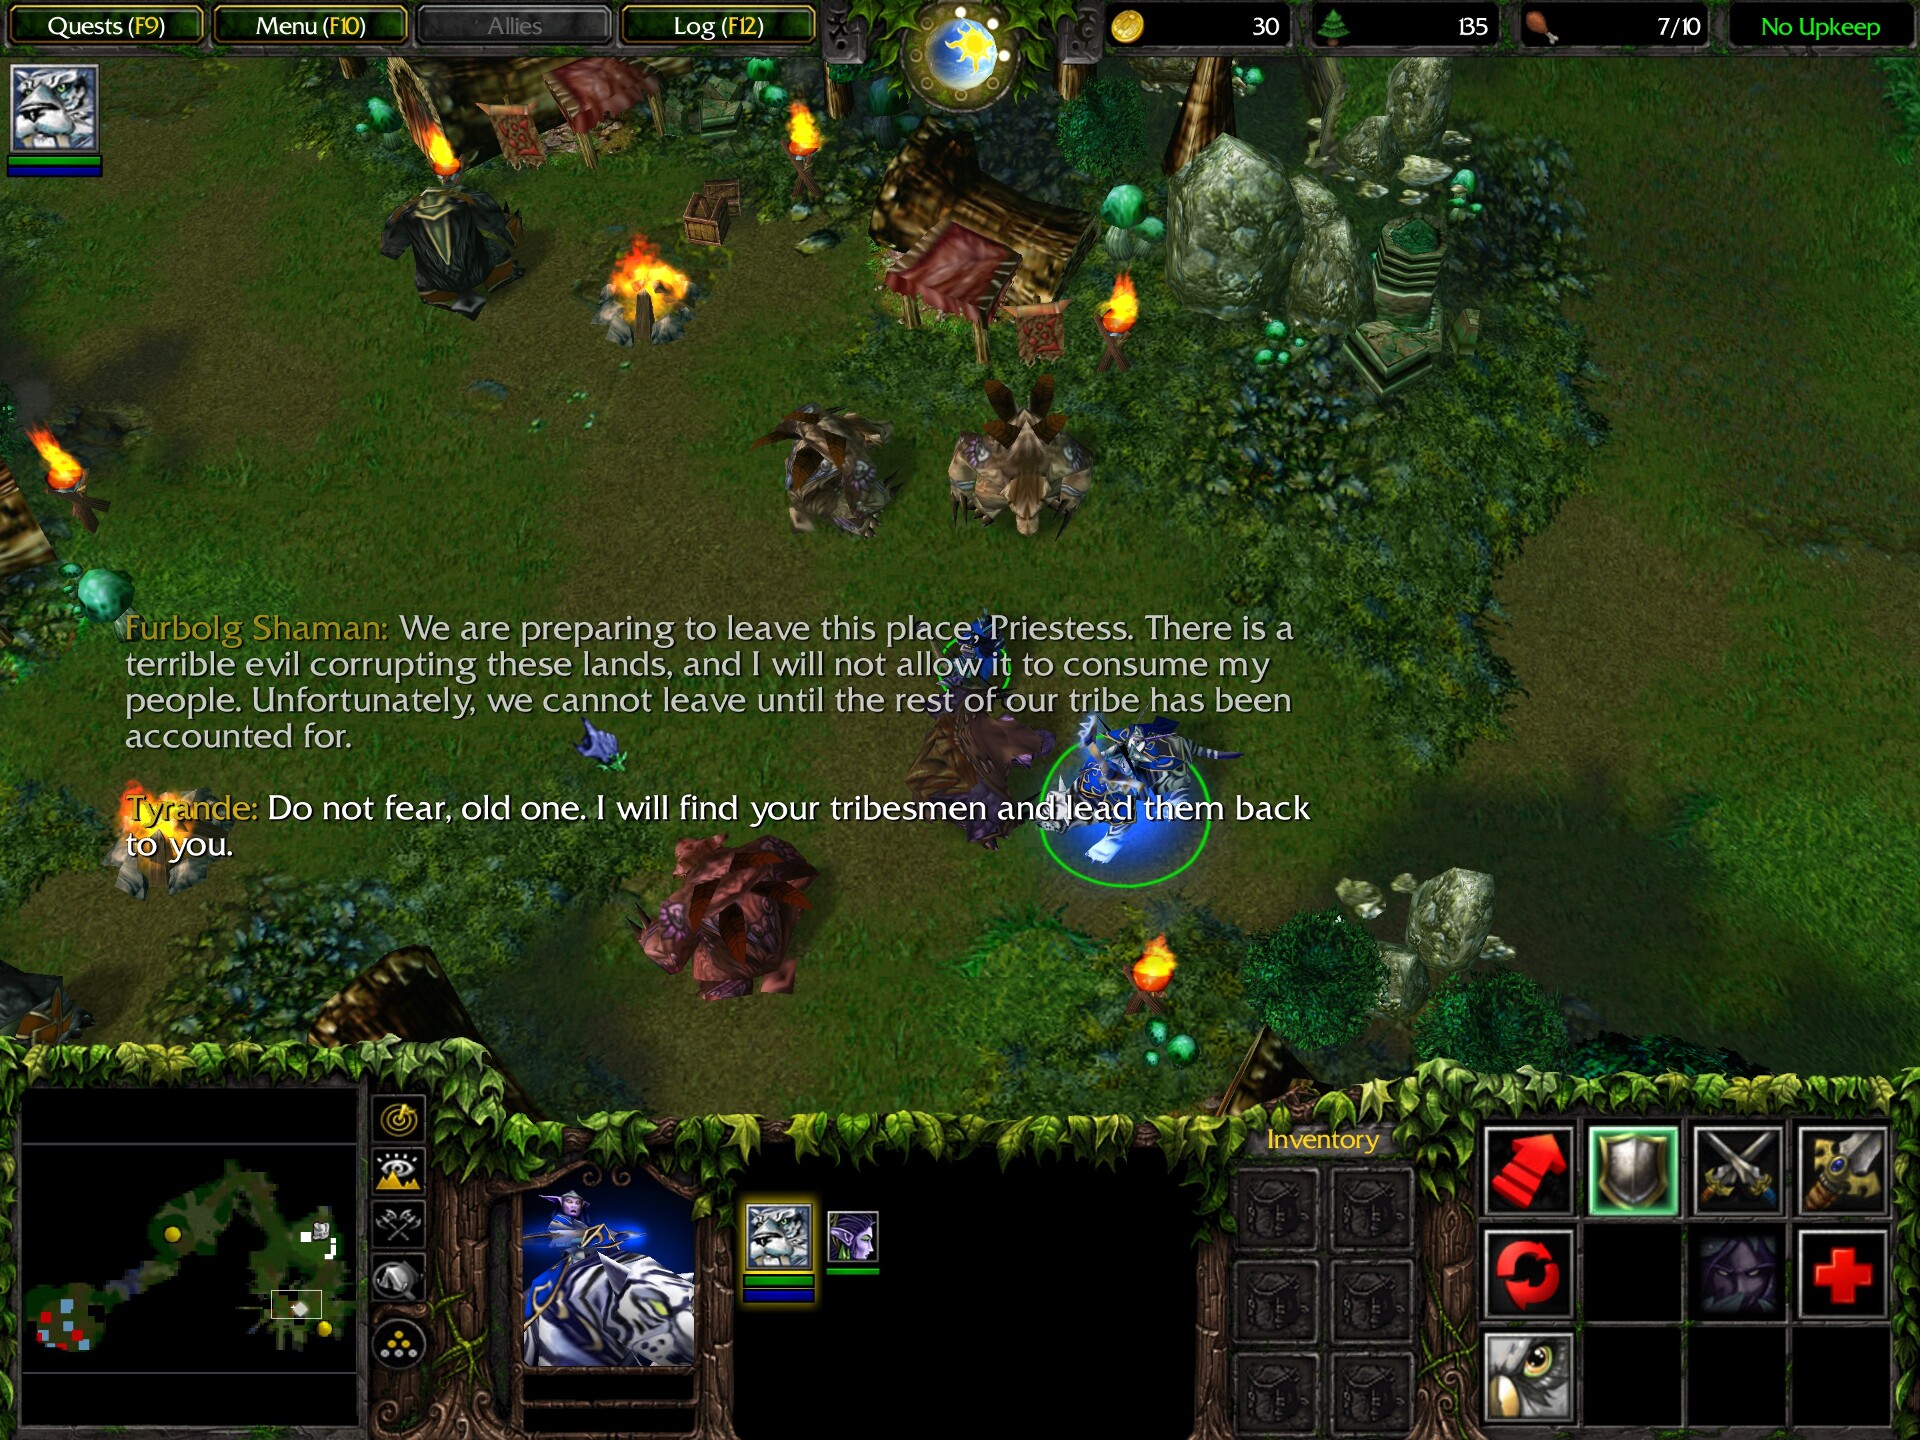 Quests (F9) Menu (F10) Allies Log (F12) 30 135 7/10 No Upkeep
Furbolg Shaman: We are preparing to leave this place, Priestess. There is a
terrible evil corrupting these lands, and I will not allow it to consume my
people. Unfortunately, we cannot leave until the rest of our tribe has been
accounted for.
Tyrande: Do not fear, old one. I will find your tribesmen and lead them back
to you.
Inventory